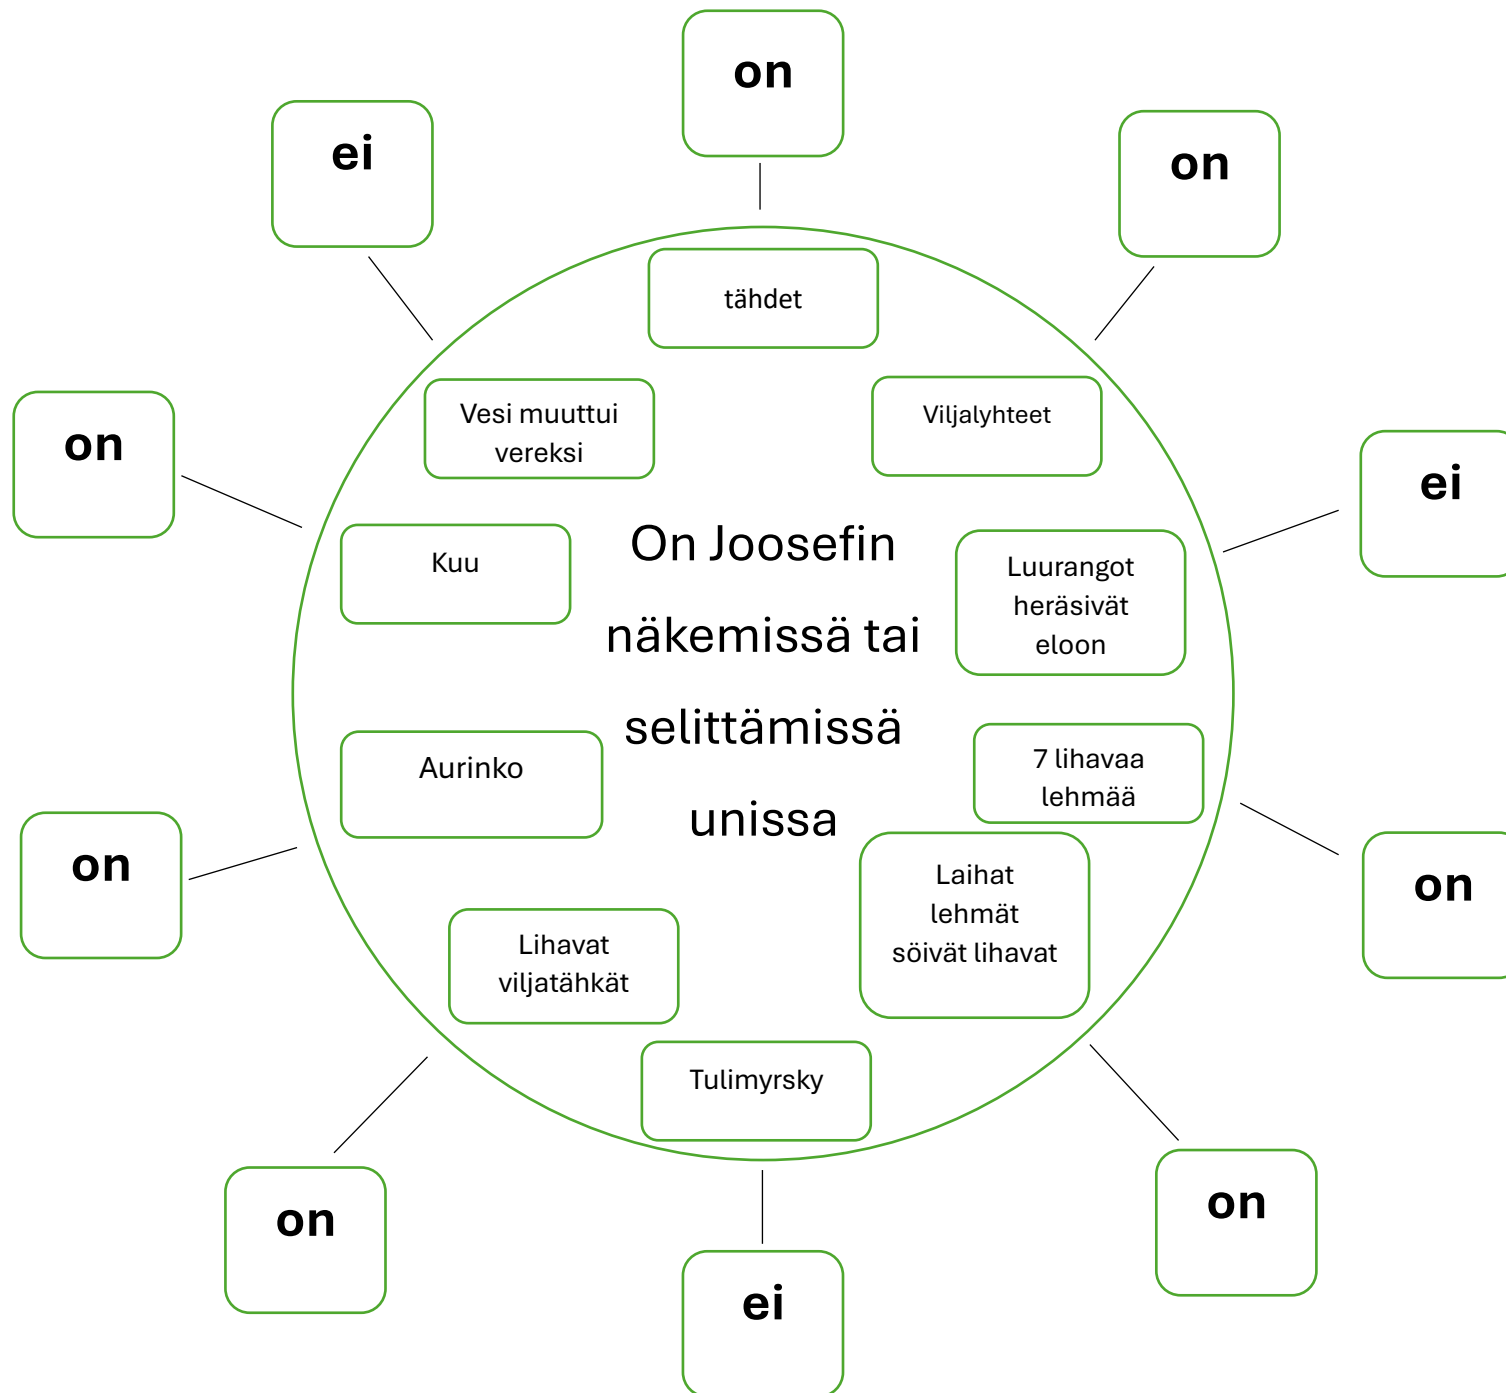 on
ei
on
tähdet
Vesi muuttui
vereksi
Viljalyhteet
on
ei
On Joosefin
näkemissä tai
selittämissä
unissa
Kuu
Luurangot
heräsivät
eloon
Aurinko
7 lihavaa
lehmää
on
on
Laihat
lehmät
söivät lihavat
Lihavat
viljatähkät
Tulimyrsky
on
on
ei